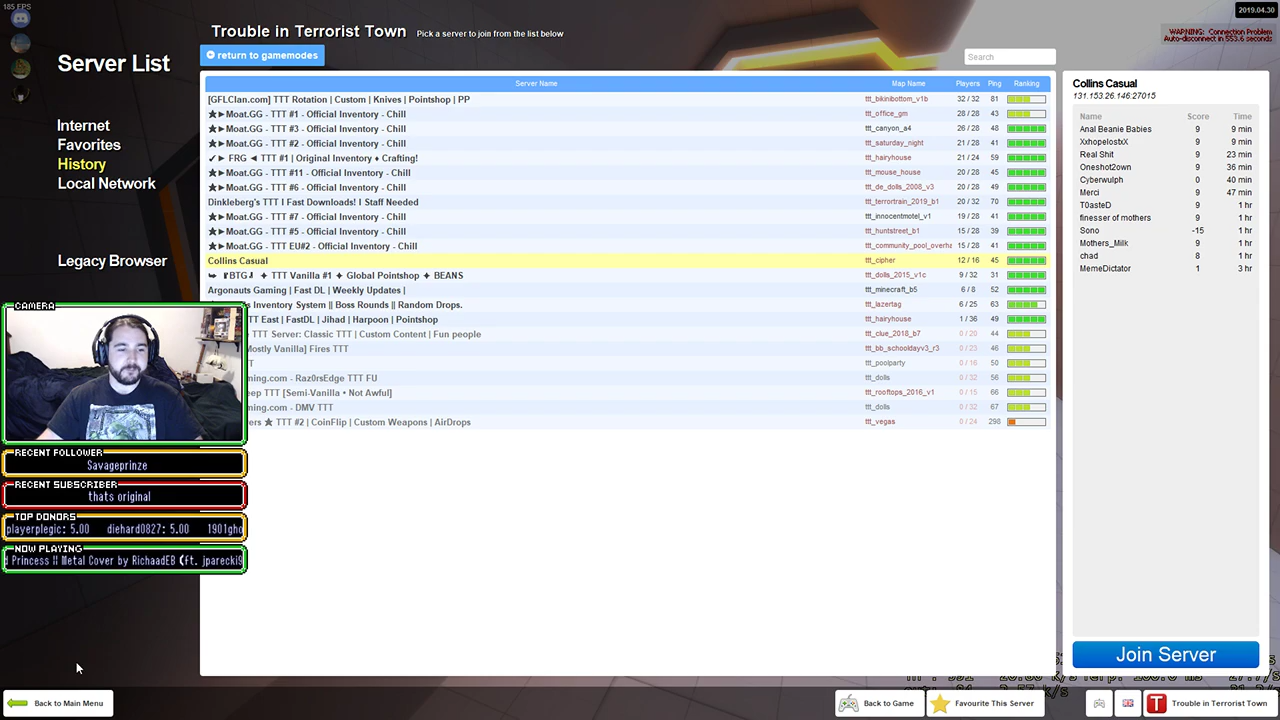 185 FPS
2019.04.30
WARNING: Connection Problem
Auto-disconnect in 553.6 seconds
Trouble in Terrorist Town Pick a server to join from the list below
return to gamemodes
Search
Server List
Internet
Favorites
History
Local Network
Legacy Browser
Server Name Map Name Players Ping Ranking
[GFLClan.com] TTT Rotation | Custom | Knives | Pointshop | PP ttt_bikinibottom_v1b 32 / 32 81
★►Moat.GG - TTT #1 - Official Inventory - Chill ttt_office_gm 28 / 28 43
★►Moat.GG - TTT #3 - Official Inventory - Chill ttt_canyon_a4 26 / 28 48
★►Moat.GG - TTT #2 - Official Inventory - Chill ttt_saturday_night 21 / 28 41
✓► FRG ◄ TTT #1 | Original Inventory ♦ Crafting! ttt_hairyhouse 21 / 24 59
★►Moat.GG - TTT #11 - Official Inventory - Chill ttt_mouse_house 20 / 28 45
★►Moat.GG - TTT #6 - Official Inventory - Chill ttt_de_dolls_2008_v3 20 / 28 49
Dinkleberg's TTT I Fast Downloads! I Staff Needed ttt_terrortrain_2019_b1 20 / 32 70
★►Moat.GG - TTT #7 - Official Inventory - Chill ttt_innocentmotel_v1 19 / 28 41
★►Moat.GG - TTT #5 - Official Inventory - Chill ttt_huntstreet_b1 15 / 28 39
★►Moat.GG - TTT EU#2 - Official Inventory - Chill ttt_community_pool_overha 15 / 28 41
Collins Casual ttt_cipher 12 / 16 45
BTG ✦ TTT Vanilla #1 ✦ Global Pointshop ✦ BEANS ttt_dolls_2015_v1c 9 / 32 31
Argonauts Gaming | Fast DL | Weekly Updates | ttt_minecraft_b5 6 / 8 52
s Inventory System || Boss Rounds || Random Drops. ttt_lazertag 6 / 25 63
TT East | FastDL | Jihad | Harpoon | Pointshop ttt_hairyhouse 1 / 36 49
TTT Server: Classic TTT | Custom Content | Fun people ttt_clue_2018_b7 0 / 20 44
Mostly Vanilla] Fires TTT ttt_bb_schooldayv3_r3 0 / 23 46
T ttt_poolparty 0 / 16 50
ming.com - Raz0rsEdge TTT FU ttt_dolls 0 / 32 56
eep TTT [Semi-Vanilla • Not Awful] ttt_rooftops_2016_v1 0 / 15 66
ming.com - DMV TTT ttt_dolls 0 / 32 67
ers ★ TTT #2 | CoinFlip | Custom Weapons | AirDrops ttt_vegas 0 / 24 298
Collins Casual
131.153.26.146:27015
Name Score Time
Anal Beanie Babies 9 9 min
XxhopelostxX 9 9 min
Real Shit 9 23 min
Oneshot2own 9 36 min
Cyberwulph 0 40 min
Merci 9 47 min
T0asteD 9 1 hr
finesser of mothers 9 1 hr
Sono -15 1 hr
Mothers_Milk 9 1 hr
chad 8 1 hr
MemeDictator 1 3 hr
Join Server
CAMERA
RECENT FOLLOWER
Savageprinze
RECENT SUBSCRIBER
thats original
TOP DONORS
playerplegic: 5.00 diehard0827: 5.00 1901gho
NOW PLAYING
d Princess || Metal Cover by RichaadEB (ft. jparecki9
Back to Main Menu
Back to Game
Favourite This Server
Trouble in Terrorist Town